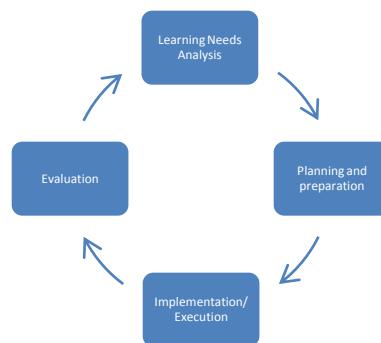 Learning Needs
Analysis
Planning and
preparation
Implementation/
Execution
Evaluation